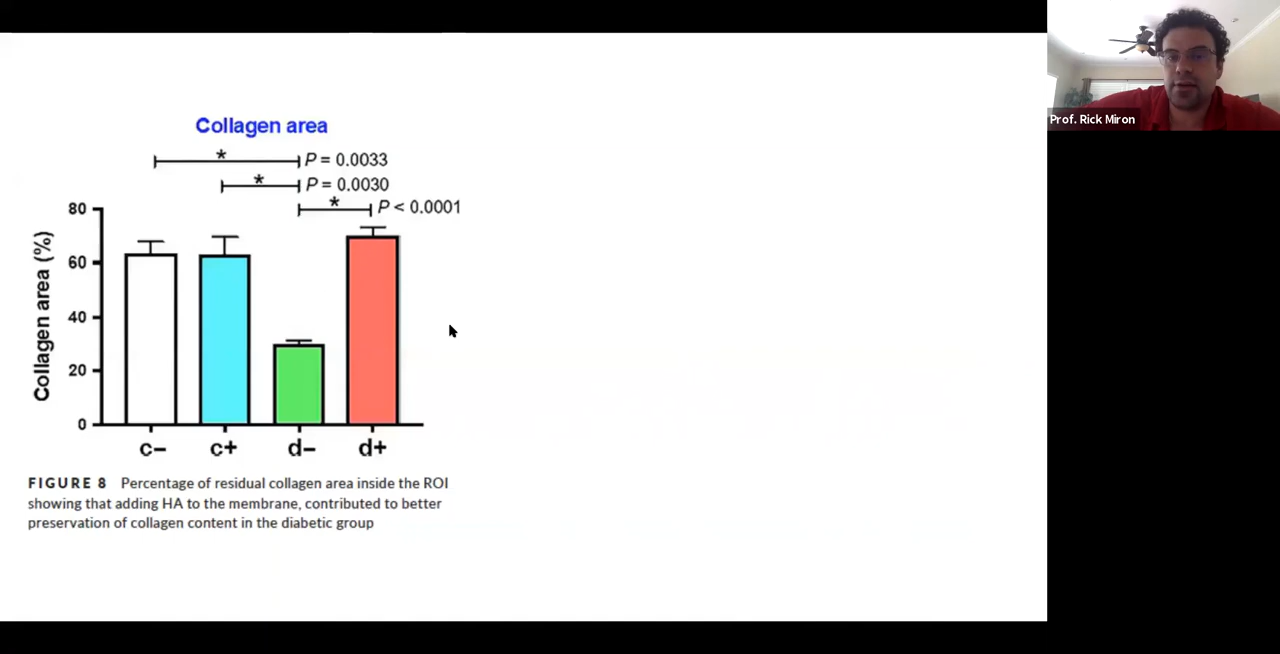 Prof. Rick Miron
Collagen area
* P = 0.0033
* P = 0.0030
* P < 0.0001
Collagen area (%)
80
60
40
20
0
c− c+ d− d+
FIGURE 8 Percentage of residual collagen area inside the ROI
showing that adding HA to the membrane, contributed to better
preservation of collagen content in the diabetic group